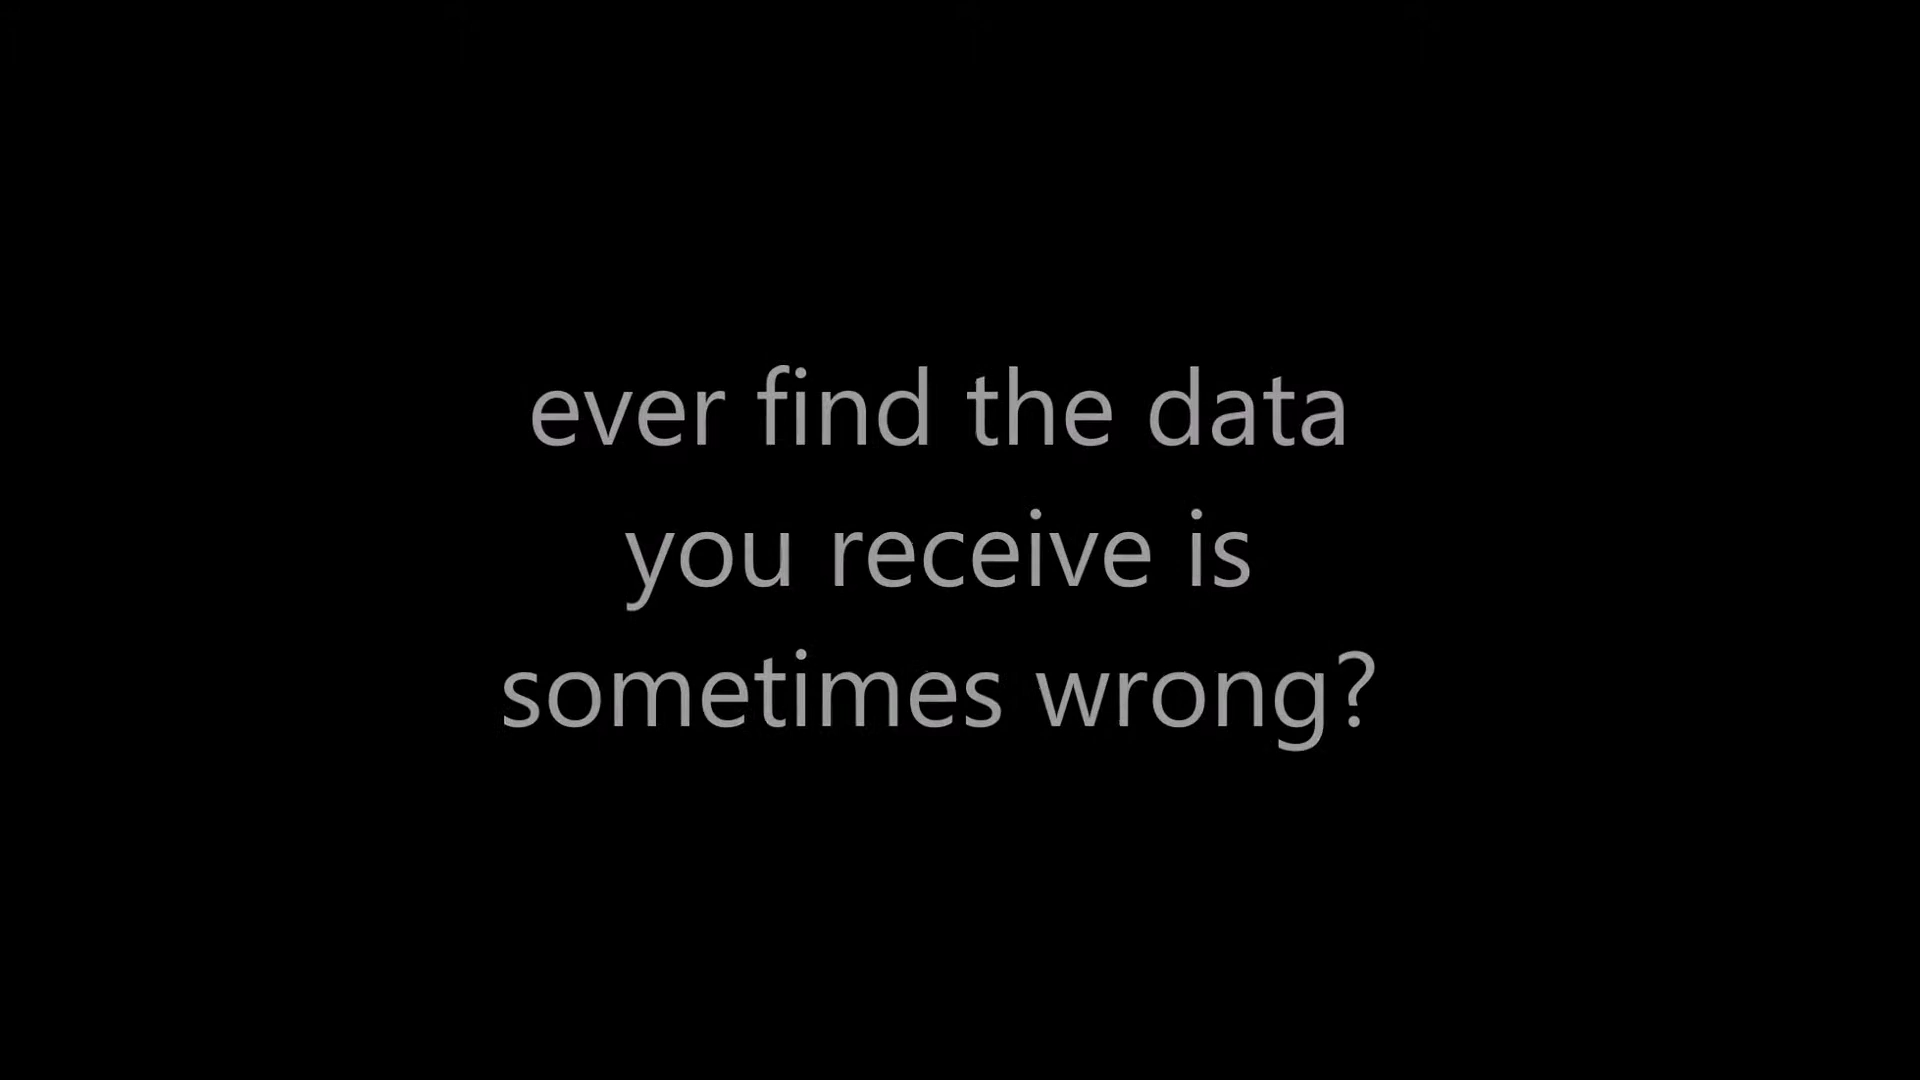 ever find the data
you receive is
sometimes wrong?